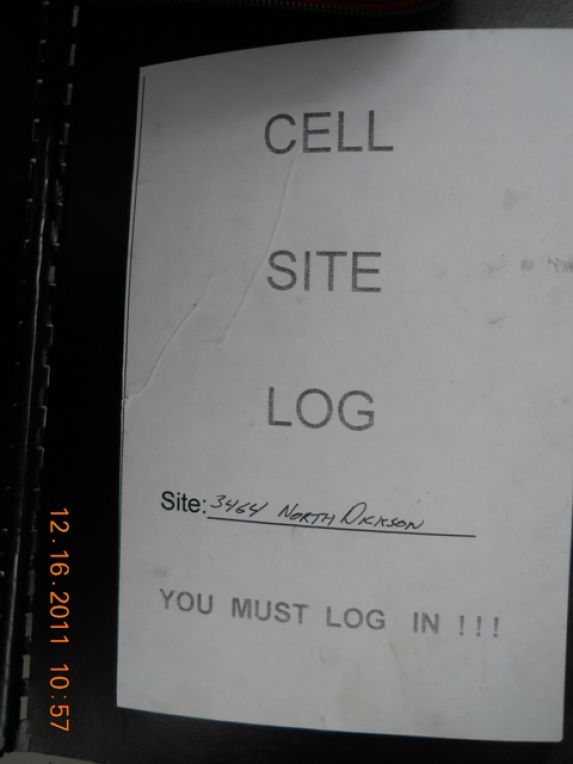 CELL
SITE
LOG
Site: 3464 NORTH DICKSON
YOU MUST LOG IN !!!
12.16.2011 10:57